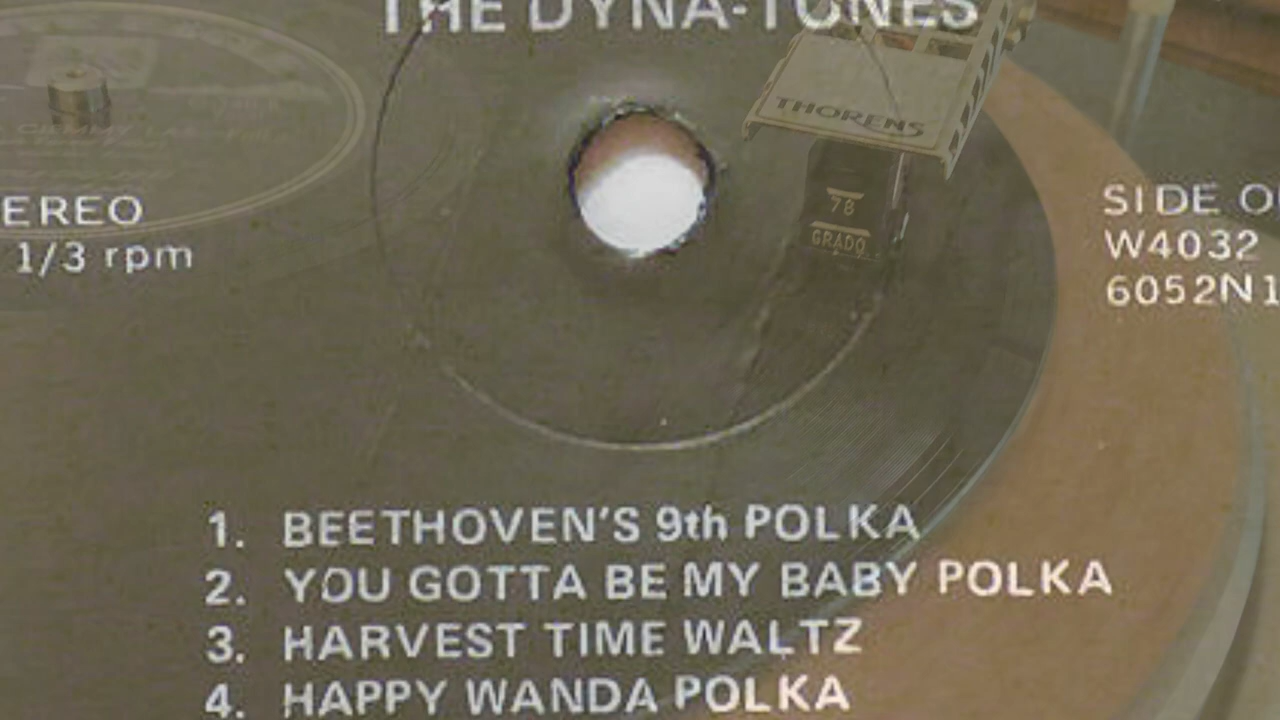 THE DYNA-TONES
THORENS
78
GRADO
EREO
1/3 rpm
SIDE O
W4032
6052N1
1. BEETHOVEN'S 9th POLKA
2. YOU GOTTA BE MY BABY POLKA
3. HARVEST TIME WALTZ
4. HAPPY WANDA POLKA